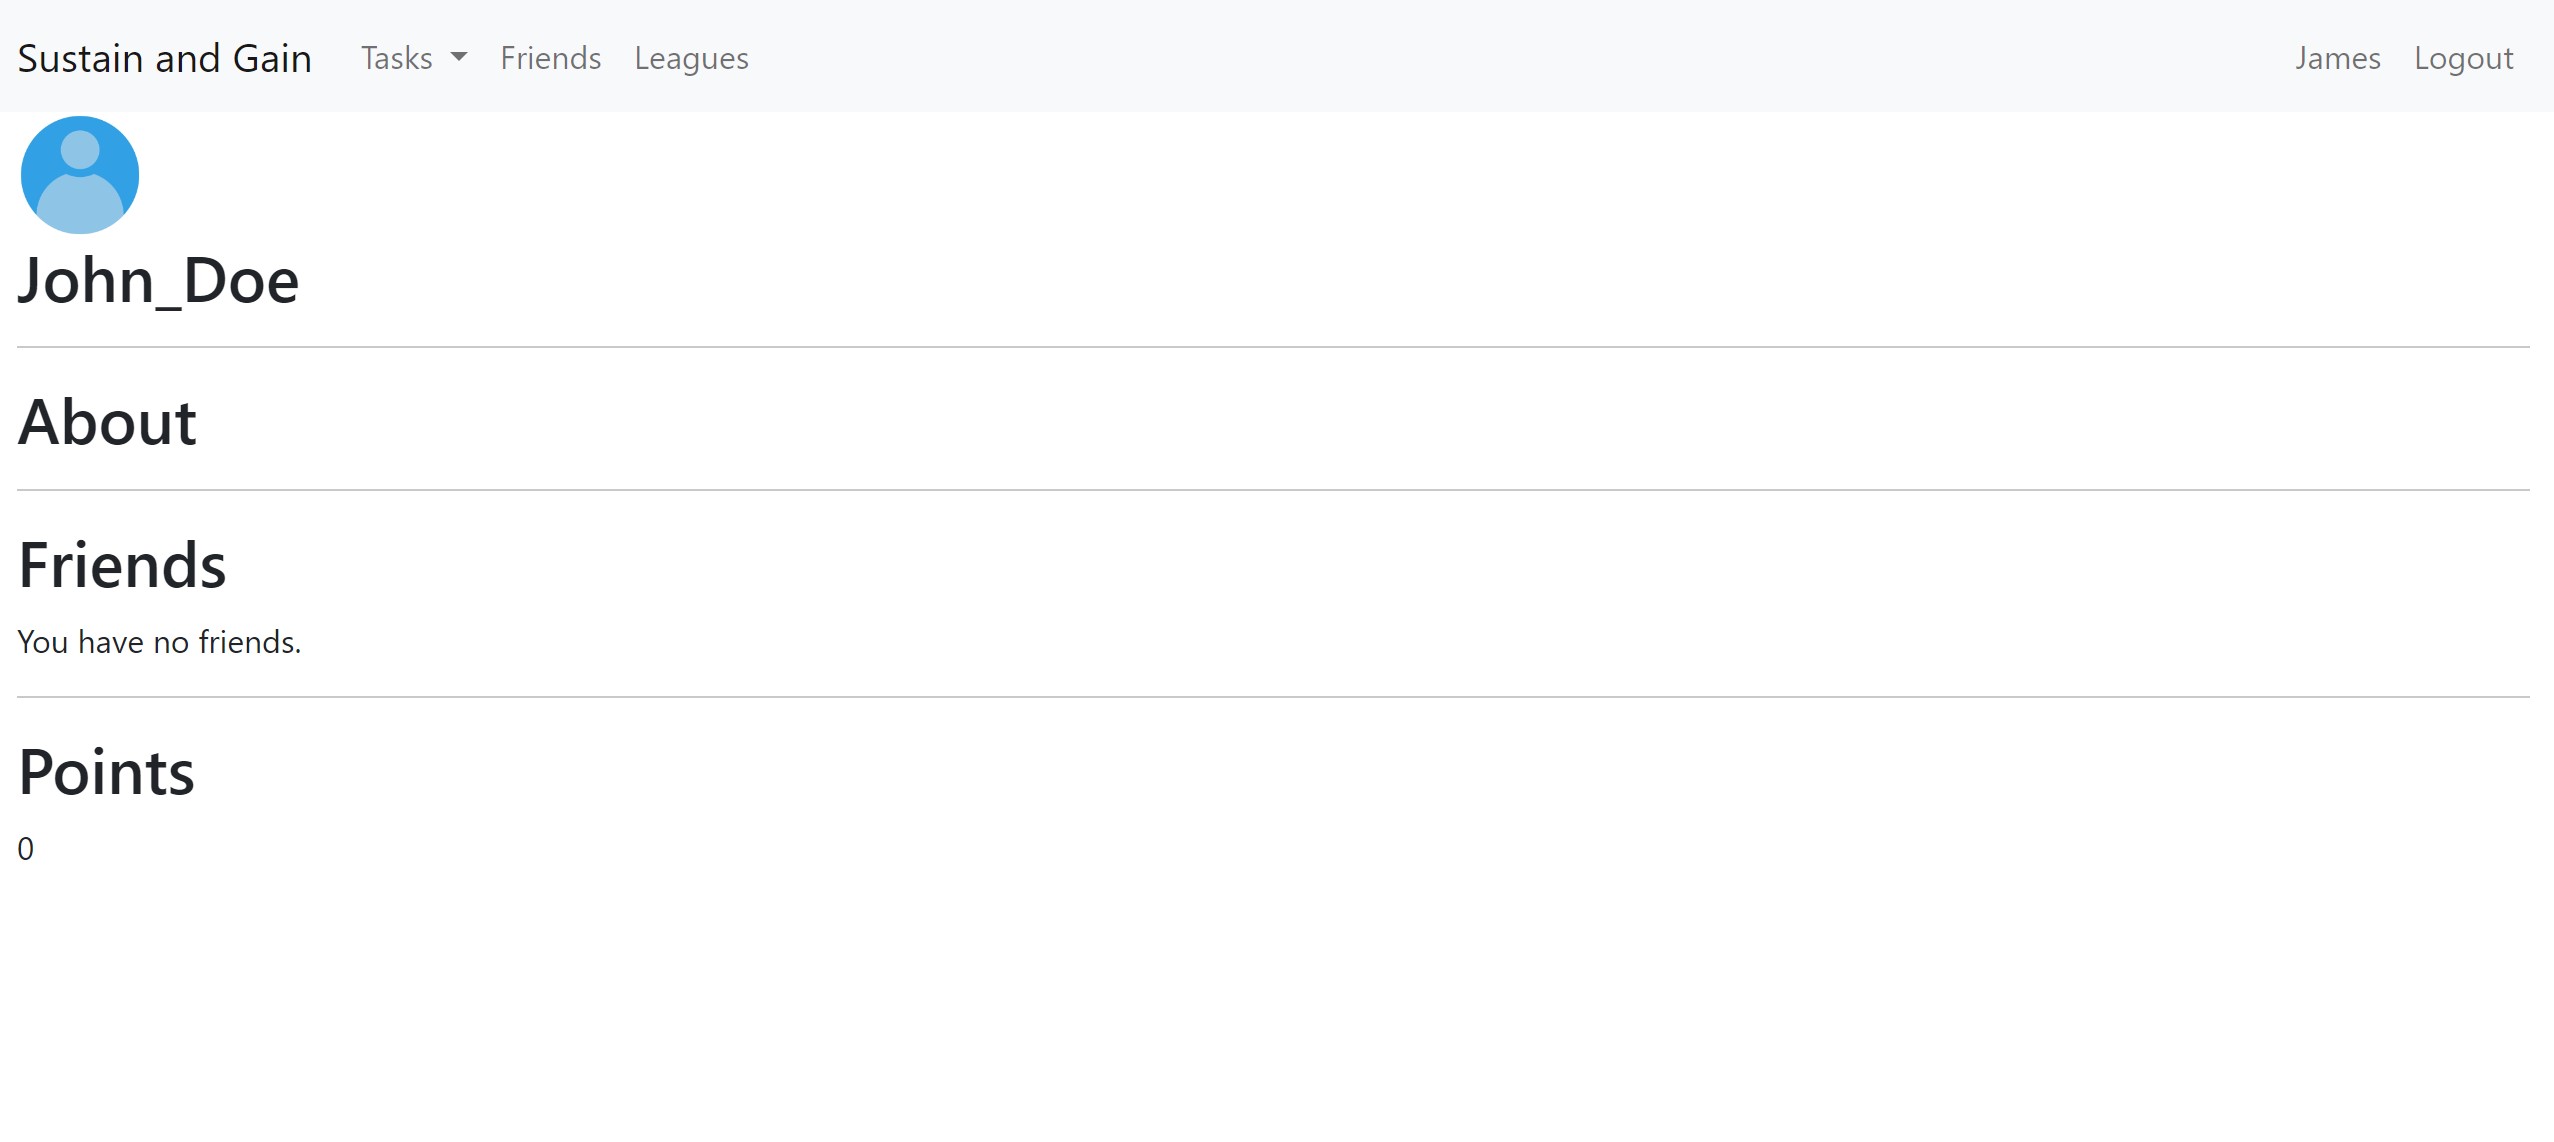 Sustain and Gain Tasks Friends Leagues James Logout
John_Doe
About
Friends
You have no friends.
Points
0